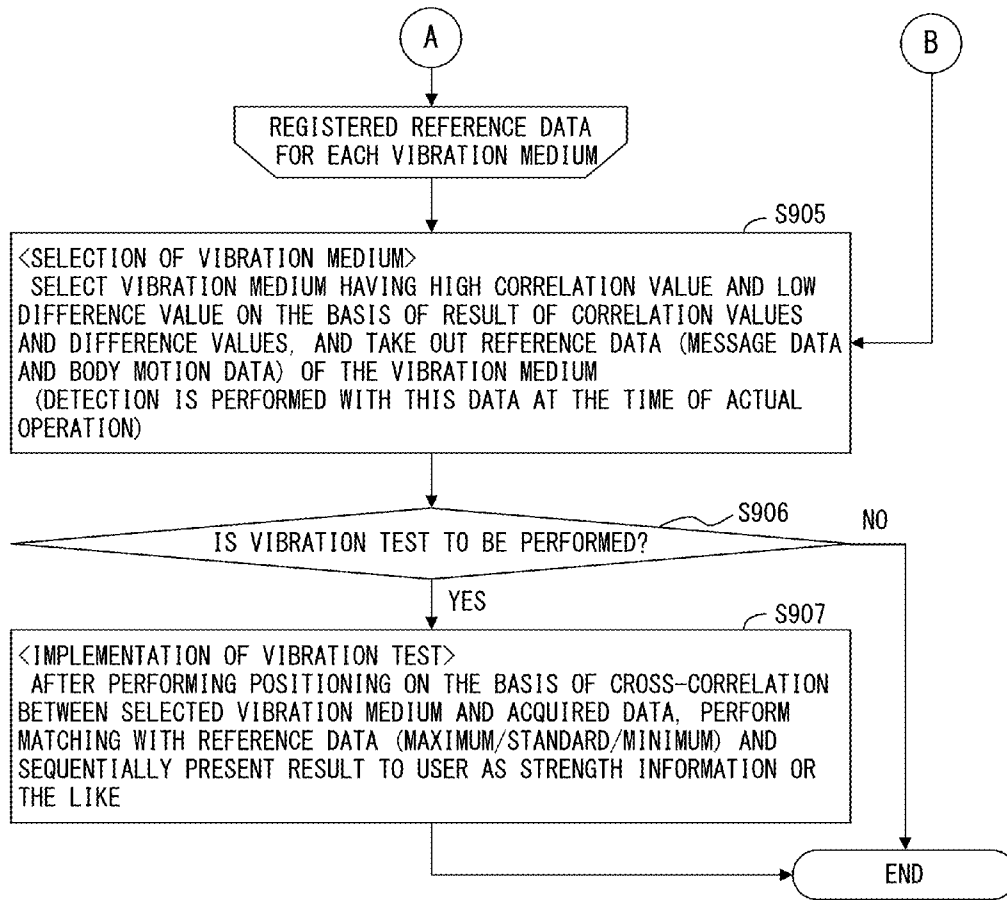 A
B
REGISTERED REFERENCE DATA
FOR EACH VIBRATION MEDIUM
S905
<SELECTION OF VIBRATION MEDIUM>
SELECT VIBRATION MEDIUM HAVING HIGH CORRELATION VALUE AND LOW
DIFFERENCE VALUE ON THE BASIS OF RESULT OF CORRELATION VALUES
AND DIFFERENCE VALUES, AND TAKE OUT REFERENCE DATA (MESSAGE DATA
AND BODY MOTION DATA) OF THE VIBRATION MEDIUM
(DETECTION IS PERFORMED WITH THIS DATA AT THE TIME OF ACTUAL
OPERATION)
S906
IS VIBRATION TEST TO BE PERFORMED?
NO
YES
S907
<IMPLEMENTATION OF VIBRATION TEST>
AFTER PERFORMING POSITIONING ON THE BASIS OF CROSS-CORRELATION
BETWEEN SELECTED VIBRATION MEDIUM AND ACQUIRED DATA, PERFORM
MATCHING WITH REFERENCE DATA (MAXIMUM/STANDARD/MINIMUM) AND
SEQUENTIALLY PRESENT RESULT TO USER AS STRENGTH INFORMATION OR
THE LIKE
END